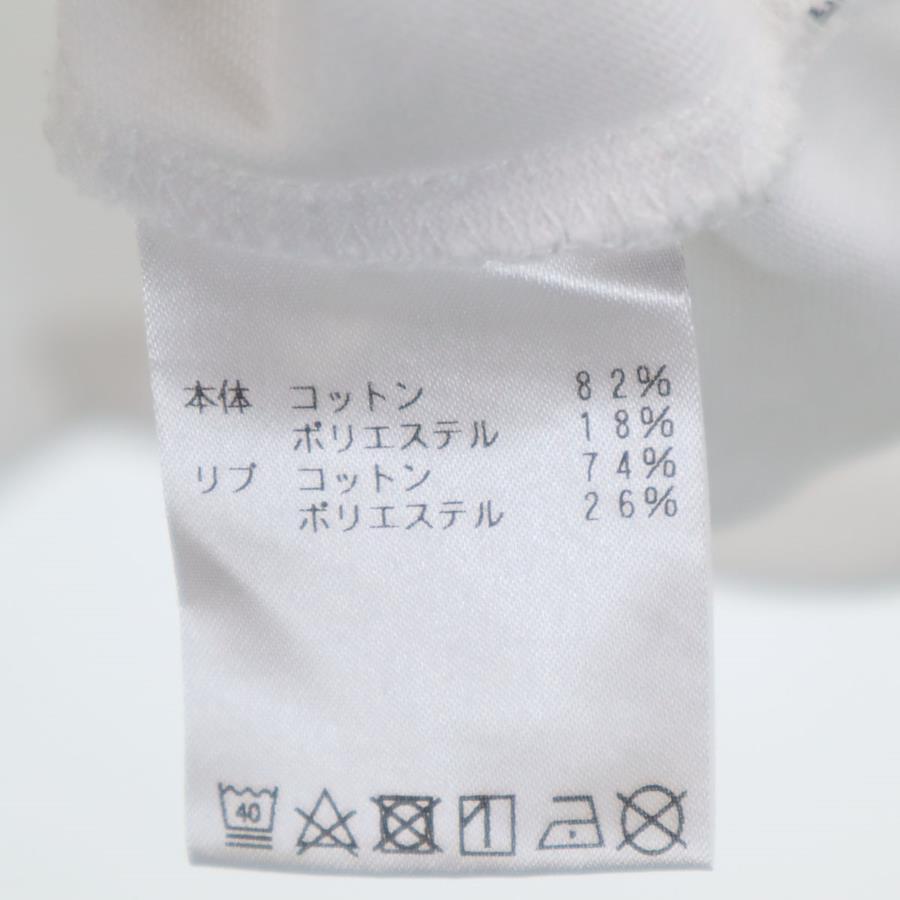 本体 コットン 82%
ポリエステル 18%
リブ コットン 74%
ポリエステル 26%
40